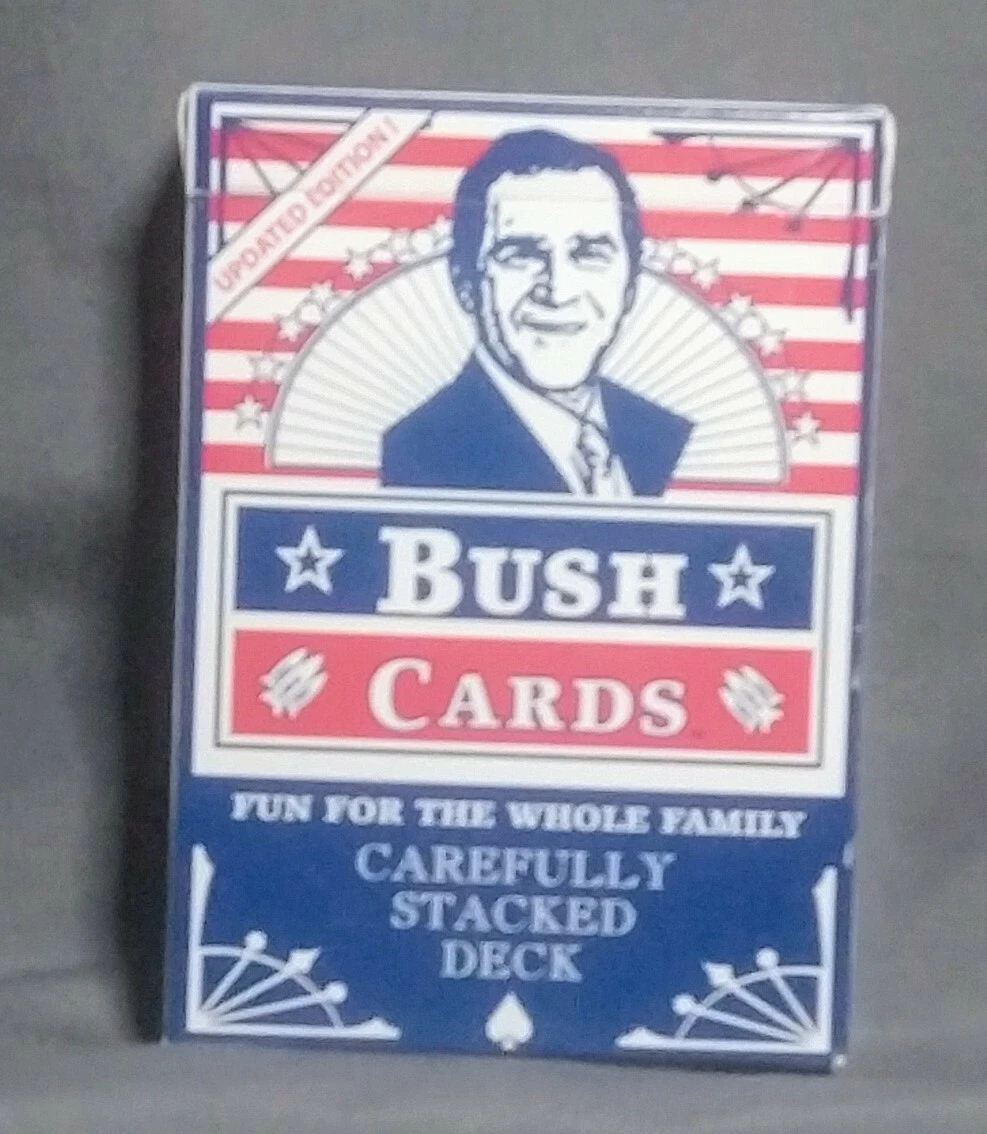 UPDATED EDITION!
BUSH
CARDS
FUN FOR THE WHOLE FAMILY
CAREFULLY
STACKED
DECK